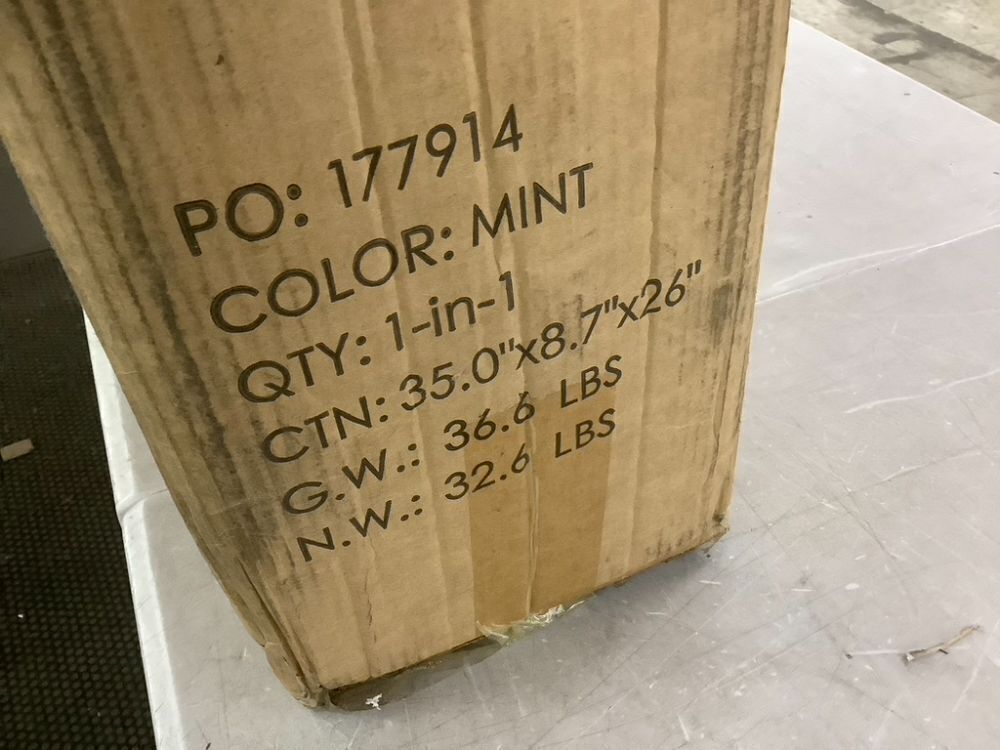 PO: 177914
COLOR: MINT
QTY: 1-in-1
CTN: 35.0"x8.7"x26"
G.W.: 36.6 LBS
N.W.: 32.6 LBS